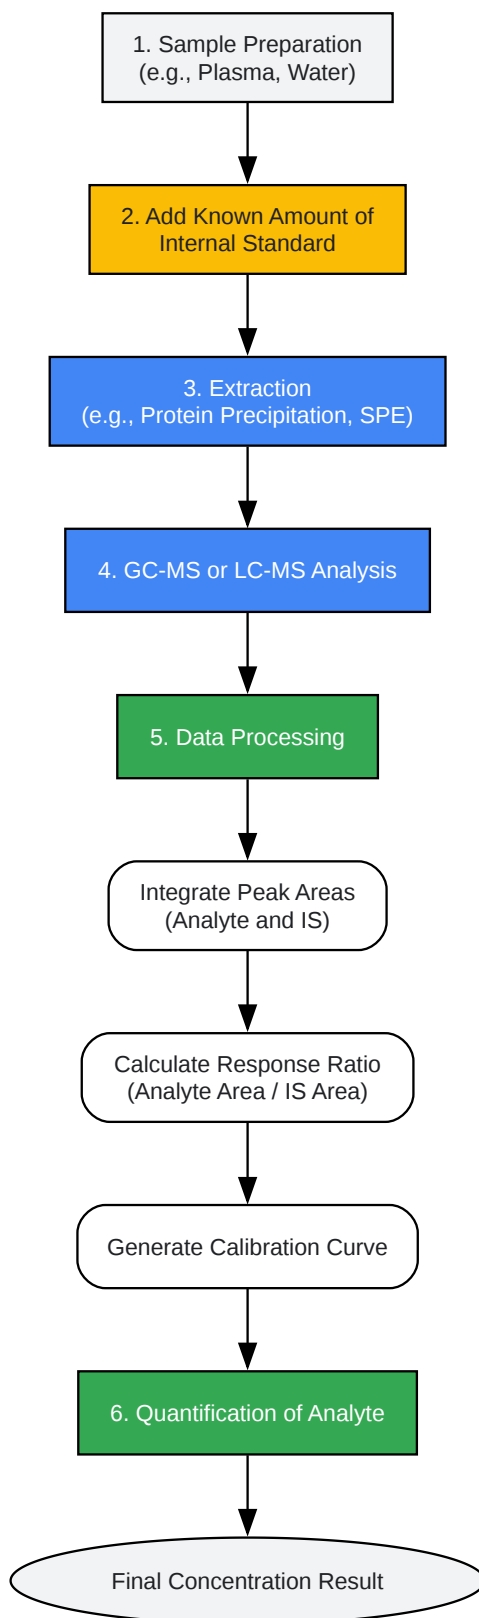 1. Sample Preparation
(e.g., Plasma, Water)
2. Add Known Amount of
Internal Standard
3. Extraction
(e.g., Protein Precipitation, SPE)
4. GC-MS or LC-MS Analysis
5. Data Processing
Integrate Peak Areas
(Analyte and IS)
Calculate Response Ratio
(Analyte Area / IS Area)
Generate Calibration Curve
6. Quantification of Analyte
Final Concentration Result